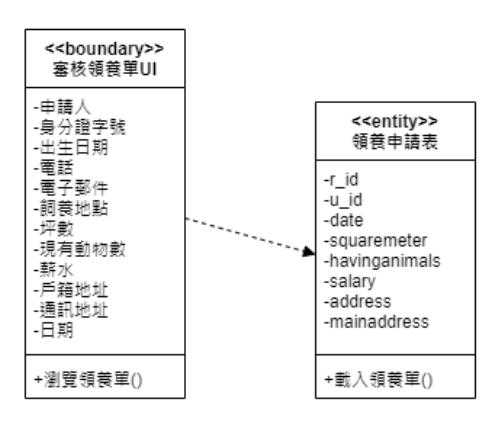 <<boundary>>
審核領養單UI
-申請人
-身分證字號
-出生日期
-電話
-電子郵件
-飼養地點
-坪數
-現有動物數
-薪水
-戶籍地址
-通訊地址
-日期
+瀏覽領養單()
<<entity>>
領養申請表
-r_id
-u_id
-date
-squaremeter
-havinganimals
-salary
-address
-mainaddress
+載入領養單()